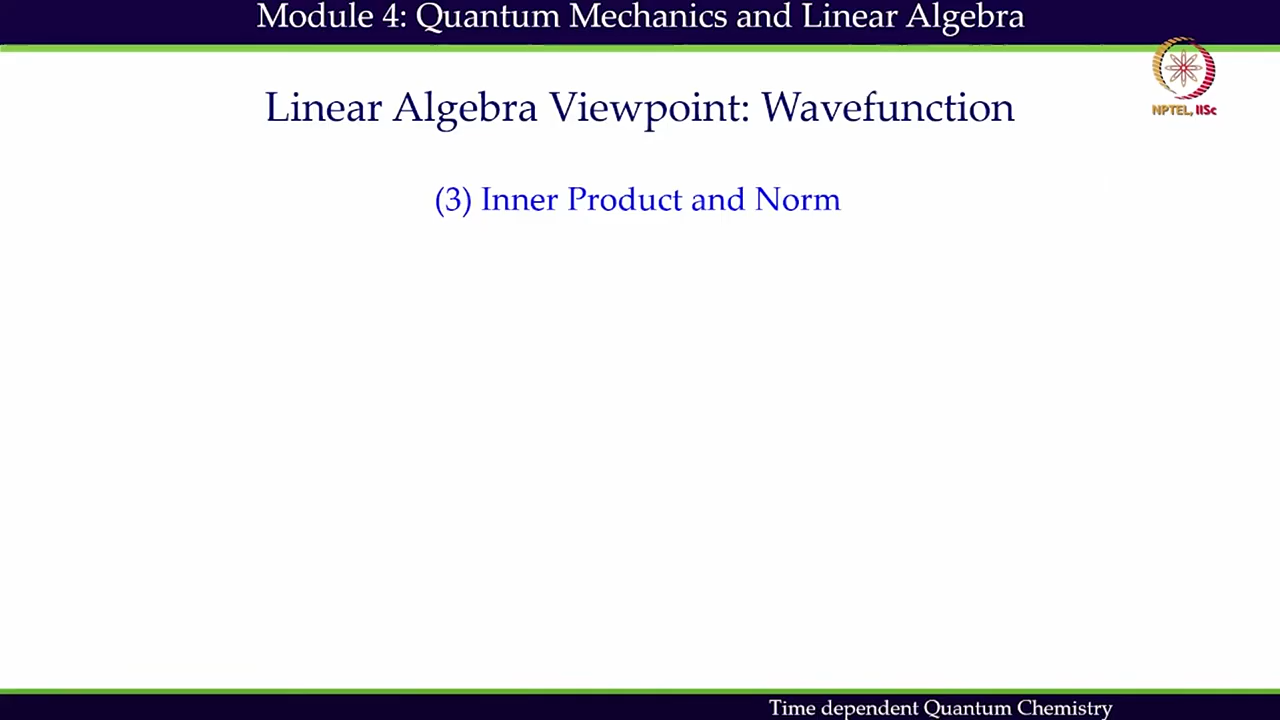 Module 4: Quantum Mechanics and Linear Algebra
NPTEL, IISc
Linear Algebra Viewpoint: Wavefunction
(3) Inner Product and Norm
Time dependent Quantum Chemistry